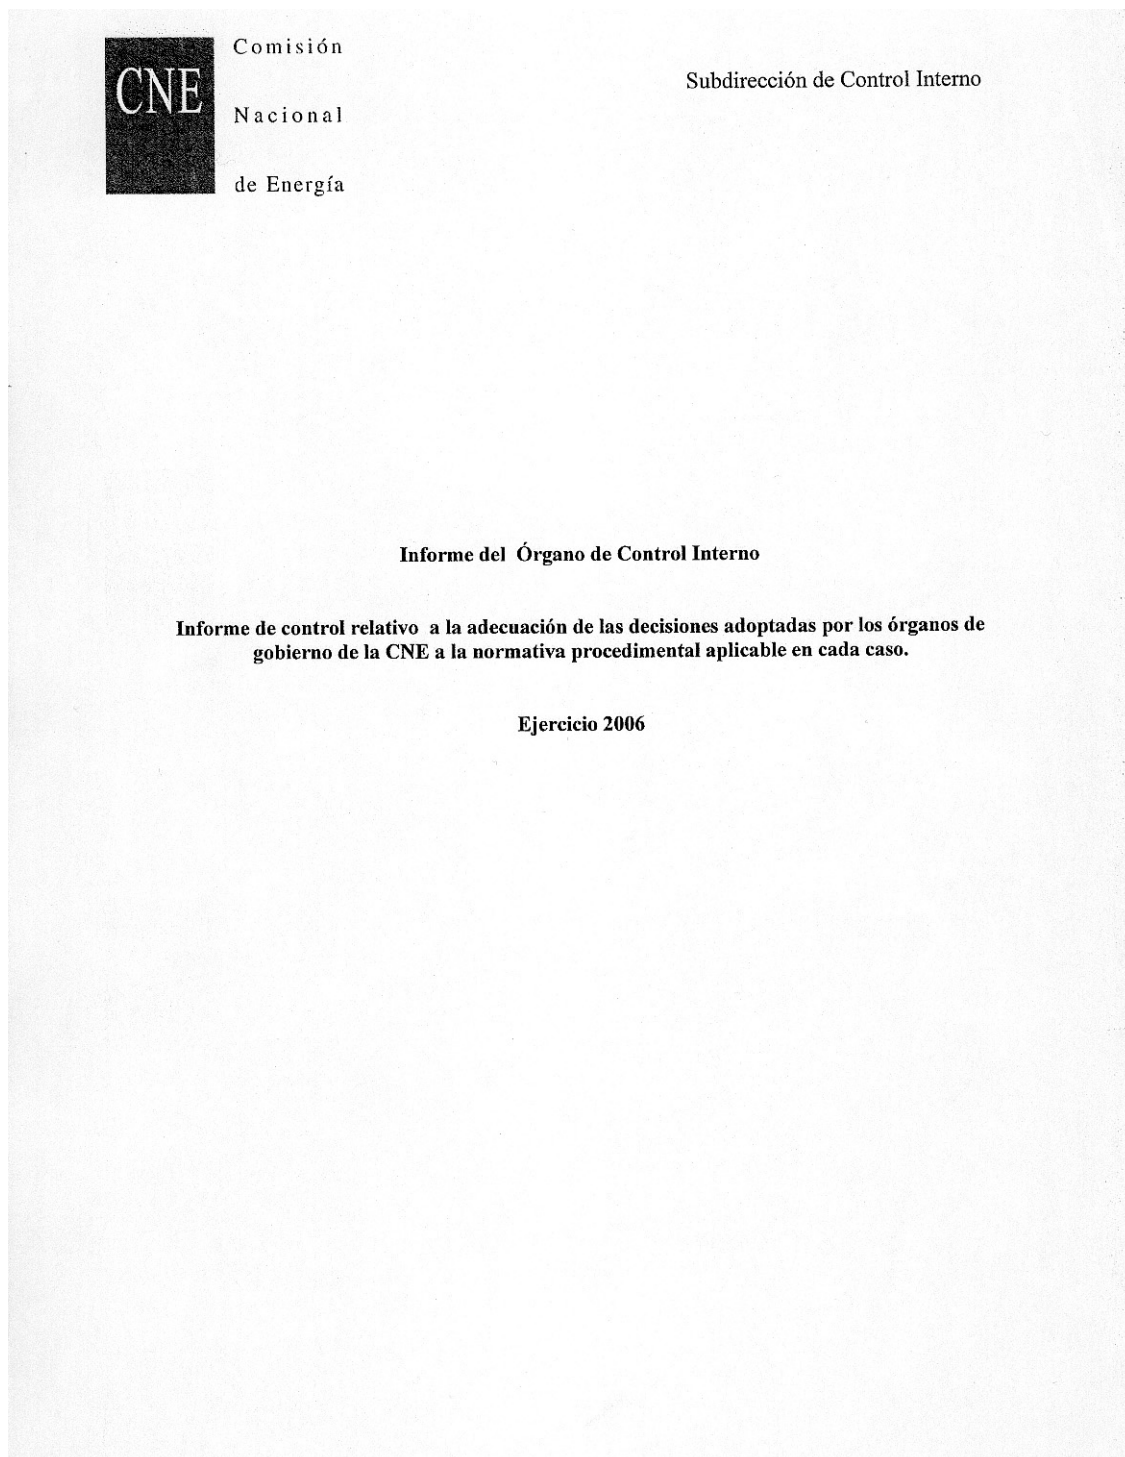 CNE
Comisión
Nacional
de Energía
Subdirección de Control Interno
Informe del Órgano de Control Interno
Informe de control relativo a la adecuación de las decisiones adoptadas por los órganos de
gobierno de la CNE a la normativa procedimental aplicable en cada caso.
Ejercicio 2006